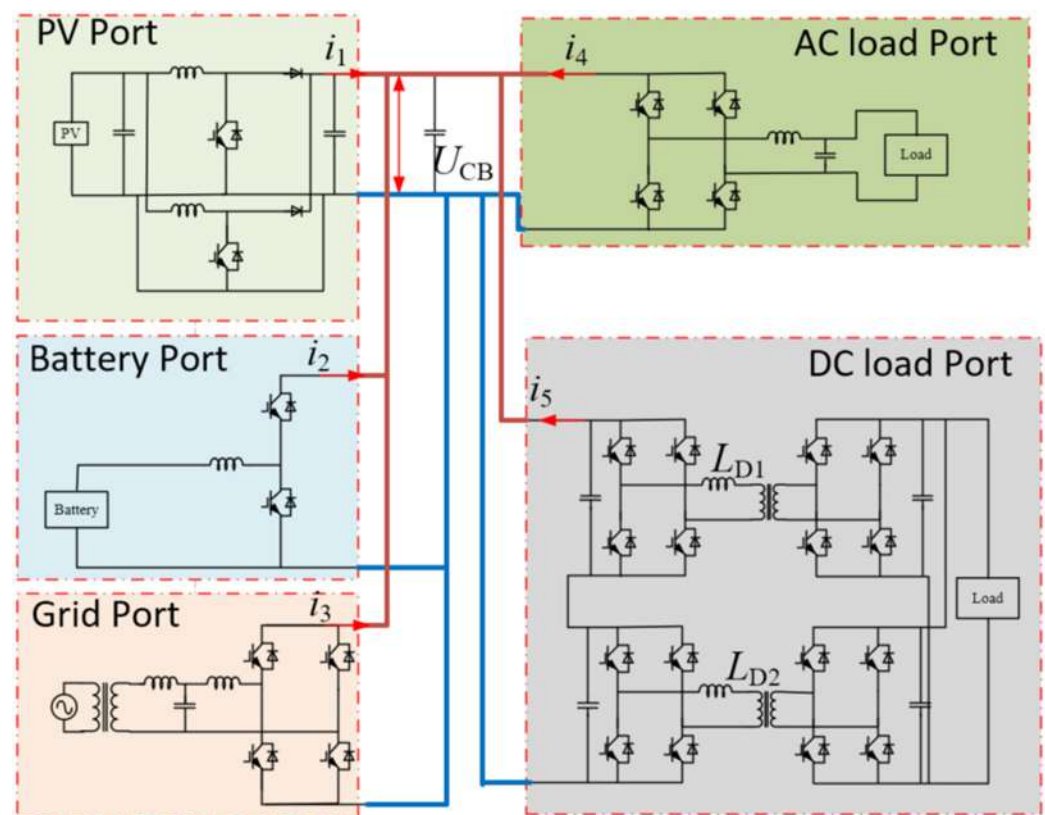 PV Port
i1
PV
UCB
AC load Port
i4
Load
Battery Port
i2
Battery
Grid Port
i3
DC load Port
i5
LD1
Load
LD2